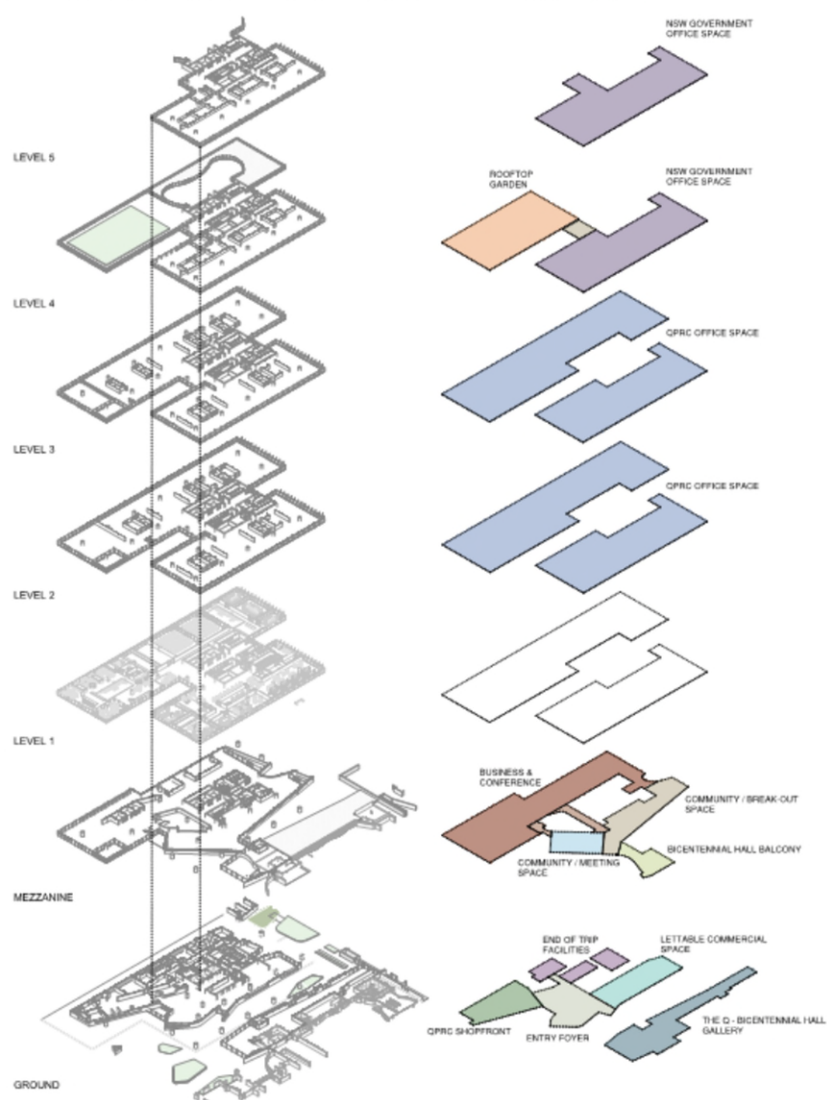 NSW GOVERNMENT
OFFICE SPACE
LEVEL 5
ROOFTOP
GARDEN
NSW GOVERNMENT
OFFICE SPACE
LEVEL 4
QPRC OFFICE SPACE
LEVEL 3
QPRC OFFICE SPACE
LEVEL 2
LEVEL 1
BUSINESS &
CONFERENCE
COMMUNITY / BREAK-OUT
SPACE
COMMUNITY / MEETING
SPACE
BICENTENNIAL HALL BALCONY
MEZZANINE
END OF TRIP
FACILITIES
LETTABLE COMMERCIAL
SPACE
QPRC SHOPFRONT
ENTRY FOYER
THE Q - BICENTENNIAL HALL
GALLERY
GROUND